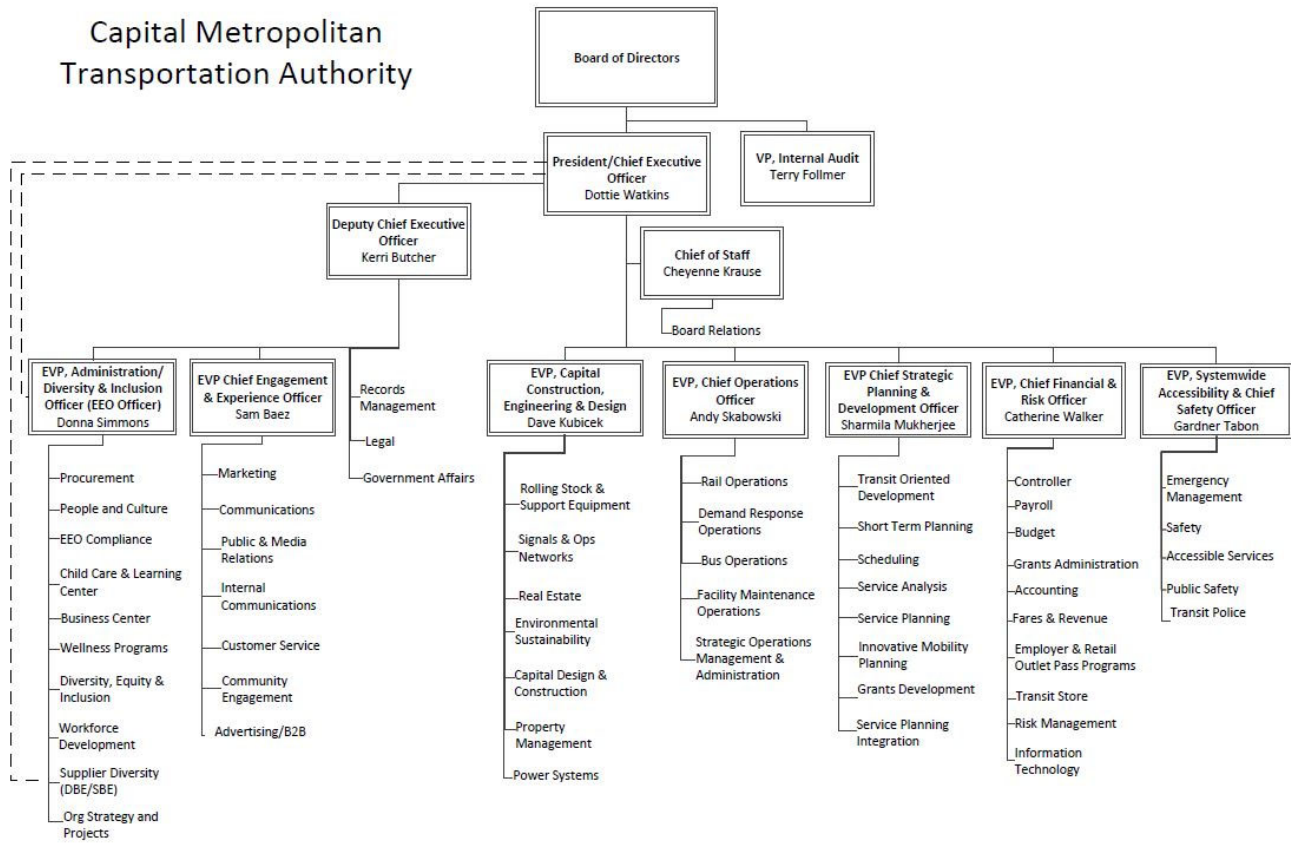 Capital Metropolitan
Transportation Authority
Board of Directors
President/Chief Executive
Officer
Dottie Watkins
VP, Internal Audit
Terry Follmer
Deputy Chief Executive
Officer
Kerri Butcher
Chief of Staff
Cheyenne Krause
Board Relations
EVP, Administration/
Diversity & Inclusion
Officer (EEO Officer)
Donna Simmons
Procurement
People and Culture
EEO Compliance
Child Care & Learning
Center
Business Center
Wellness Programs
Diversity, Equity &
Inclusion
Workforce
Development
Supplier Diversity
(DBE/SBE)
Org Strategy and
Projects
EVP Chief Engagement
& Experience Officer
Sam Baez
Marketing
Communications
Public & Media
Relations
Internal
Communications
Customer Service
Community
Engagement
Advertising/B2B
Records
Management
Legal
Government Affairs
EVP, Capital
Construction,
Engineering & Design
Dave Kubicek
Rolling Stock &
Support Equipment
Signals & Ops
Networks
Real Estate
Environmental
Sustainability
Capital Design &
Construction
Property
Management
Power Systems
EVP, Chief Operations
Officer
Andy Skabowski
Rail Operations
Demand Response
Operations
Bus Operations
Facility Maintenance
Operations
Strategic Operations
Management &
Administration
EVP Chief Strategic
Planning &
Development Officer
Sharmila Mukherjee
Transit Oriented
Development
Short Term Planning
Scheduling
Service Analysis
Service Planning
Innovative Mobility
Planning
Grants Development
Service Planning
Integration
EVP, Chief Financial &
Risk Officer
Catherine Walker
Controller
Payroll
Budget
Grants Administration
Accounting
Fares & Revenue
Employer & Retail
Outlet Pass Programs
Transit Store
Risk Management
Information
Technology
EVP, Systemwide
Accessibility & Chief
Safety Officer
Gardner Tabon
Emergency
Management
Safety
Accessible Services
Public Safety
Transit Police